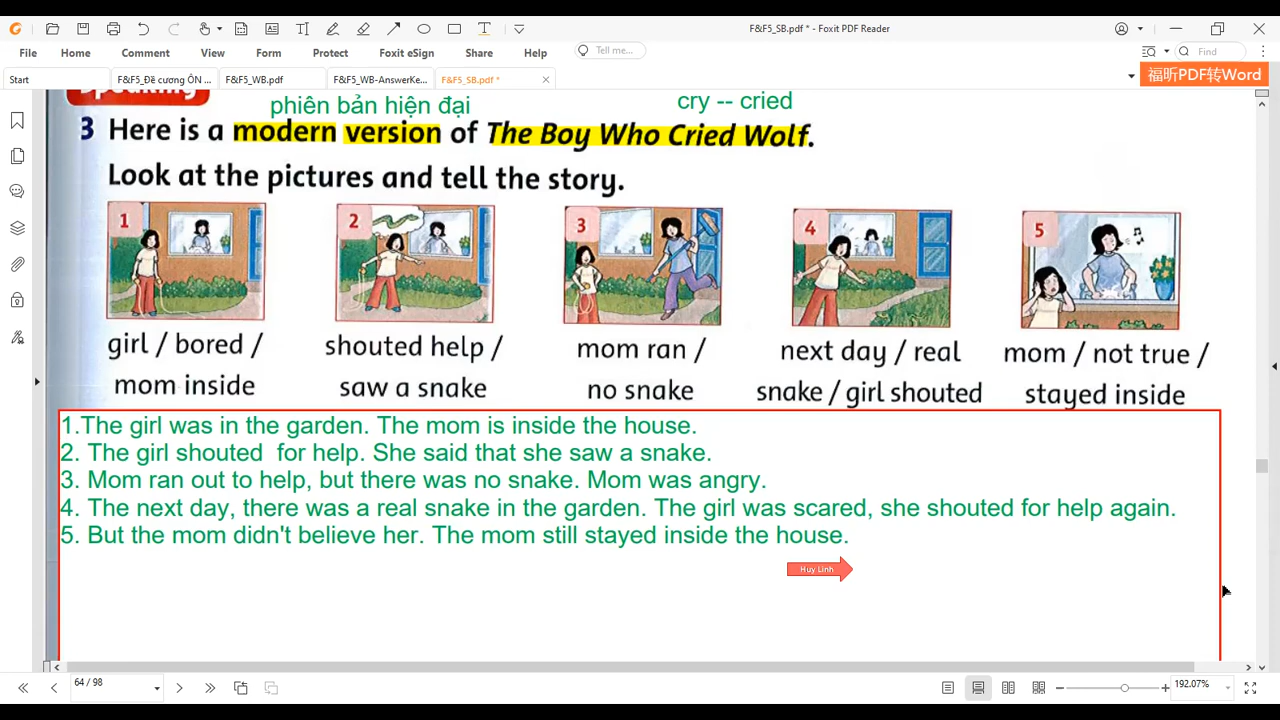 F&F5_SB.pdf * - Foxit PDF Reader
File Home Comment View Form Protect Foxit eSign Share Help Tell me... Find
Start F&F5_Đề cương ÔN ... F&F5_WB.pdf F&F5_WB-AnswerKe... F&F5_SB.pdf *
福昕PDF转Word
Speaking
phiên bản hiện đại cry -- cried
3 Here is a modern version of The Boy Who Cried Wolf.
Look at the pictures and tell the story.
1 2 3 4 5
girl / bored / shouted help / mom ran / next day / real mom / not true /
mom inside saw a snake no snake snake / girl shouted stayed inside
1.The girl was in the garden. The mom is inside the house.
2. The girl shouted  for help. She said that she saw a snake.
3. Mom ran out to help, but there was no snake. Mom was angry.
4. The next day, there was a real snake in the garden. The girl was scared, she shouted for help again.
5. But the mom didn't believe her. The mom still stayed inside the house.
Huy Linh
64 / 98 192.07%